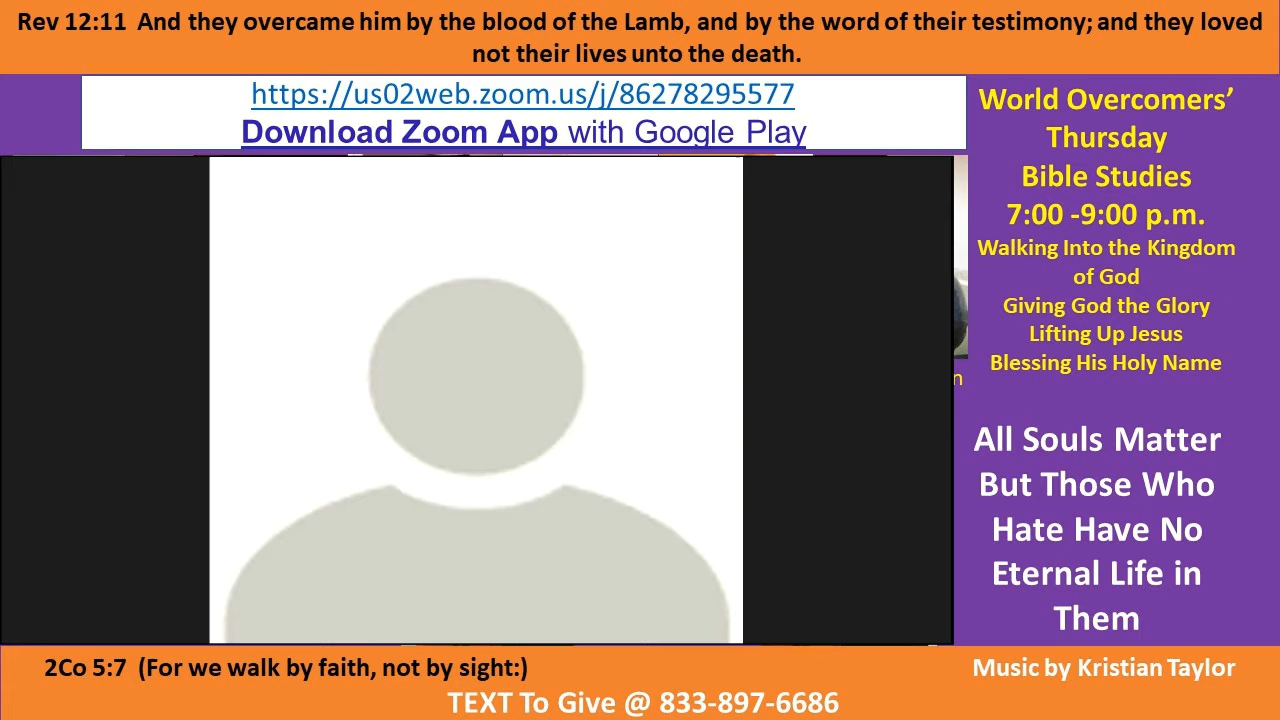 Rev 12:11  And they overcame him by the blood of the Lamb, and by the word of their testimony; and they loved
not their lives unto the death.
https://us02web.zoom.us/j/86278295577
Download Zoom App with Google Play
World Overcomers’
Thursday
Bible Studies
7:00 -9:00 p.m.
Walking Into the Kingdom
of God
Giving God the Glory
Lifting Up Jesus
Blessing His Holy Name
n
All Souls Matter
But Those Who
Hate Have No
Eternal Life in
Them
2Co 5:7  (For we walk by faith, not by sight:)
Music by Kristian Taylor
TEXT To Give @ 833-897-6686